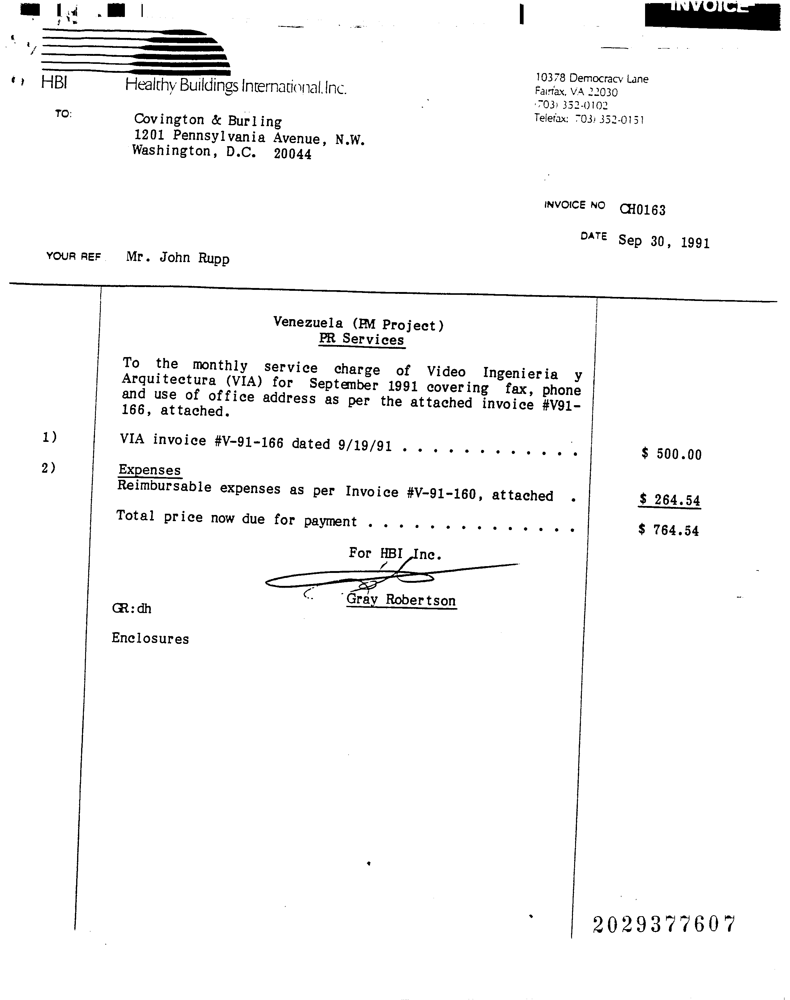 INVOICE
HBI Healthy Buildings International, Inc.
10378 Democracy Lane
Fairfax, VA 22030
(703) 352-0102
Telefax: (703) 352-0151
TO:
Covington & Burling
1201 Pennsylvania Avenue, N.W.
Washington, D.C. 20044
INVOICE NO CH0163
DATE Sep 30, 1991
YOUR REF Mr. John Rupp
Venezuela (PM Project)
PR Services
To the monthly service charge of Video Ingenieria y
Arquitectura (VIA) for September 1991 covering fax, phone
and use of office address as per the attached invoice #V91-
166, attached.
1) VIA invoice #V-91-166 dated 9/19/91 . . . . . . . . . . . . $ 500.00
2) Expenses
Reimbursable expenses as per Invoice #V-91-160, attached . $ 264.54
Total price now due for payment . . . . . . . . . . . . . . $ 764.54
For HBI Inc.
Gray Robertson
GR:dh
Enclosures
2029377607